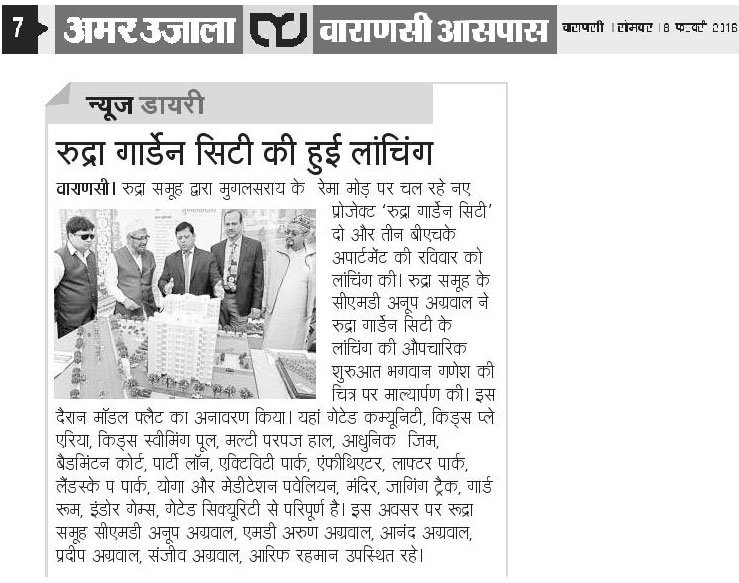 7 अमर उजाला वाराणसी आसपास वाराणसी । सोमवार । 8 फरवरी 2016
न्यूज डायरी
रुद्रा गार्डेन सिटी की हुई लांचिंग
वाराणसी। रुद्रा समूह द्वारा मुगलसराय के रेमा मोड़ पर चल रहे नए
प्रोजेक्ट ‘रुद्रा गार्डेन सिटी’
दो और तीन बीएचके
अपार्टमेंट की रविवार को
लांचिंग की। रुद्रा समूह के
सीएमडी अनूप अग्रवाल ने
रुद्रा गार्डेन सिटी के
लांचिंग की औपचारिक
शुरुआत भगवान गणेश की
चित्र पर माल्यार्पण की। इस
दैरान मॉडल फ्लैट का अनावरण किया। यहां गेटेड कम्यूनिटी, किड्स प्ले
एरिया, किड्स स्वीमिंग पूल, मल्टी परपज हाल, आधुनिक जिम,
बैडमिंटन कोर्ट, पार्टी लॉन, एक्टिविटी पार्क, एंफीथिएटर, लाफ्टर पार्क,
लैंडस्के प पार्क, योगा और मेडीटेशन पवेलियन, मंदिर, जागिंग ट्रैक, गार्ड
रूम, इंडोर गेम्स, गेटेड सिक्यूरिटी से परिपूर्ण है। इस अवसर पर रूद्रा
समूह सीएमडी अनूप अग्रवाल, एमडी अरुण अग्रवाल, आनंद अग्रवाल,
प्रदीप अग्रवाल, संजीव अग्रवाल, आरिफ रहमान उपस्थित रहे।